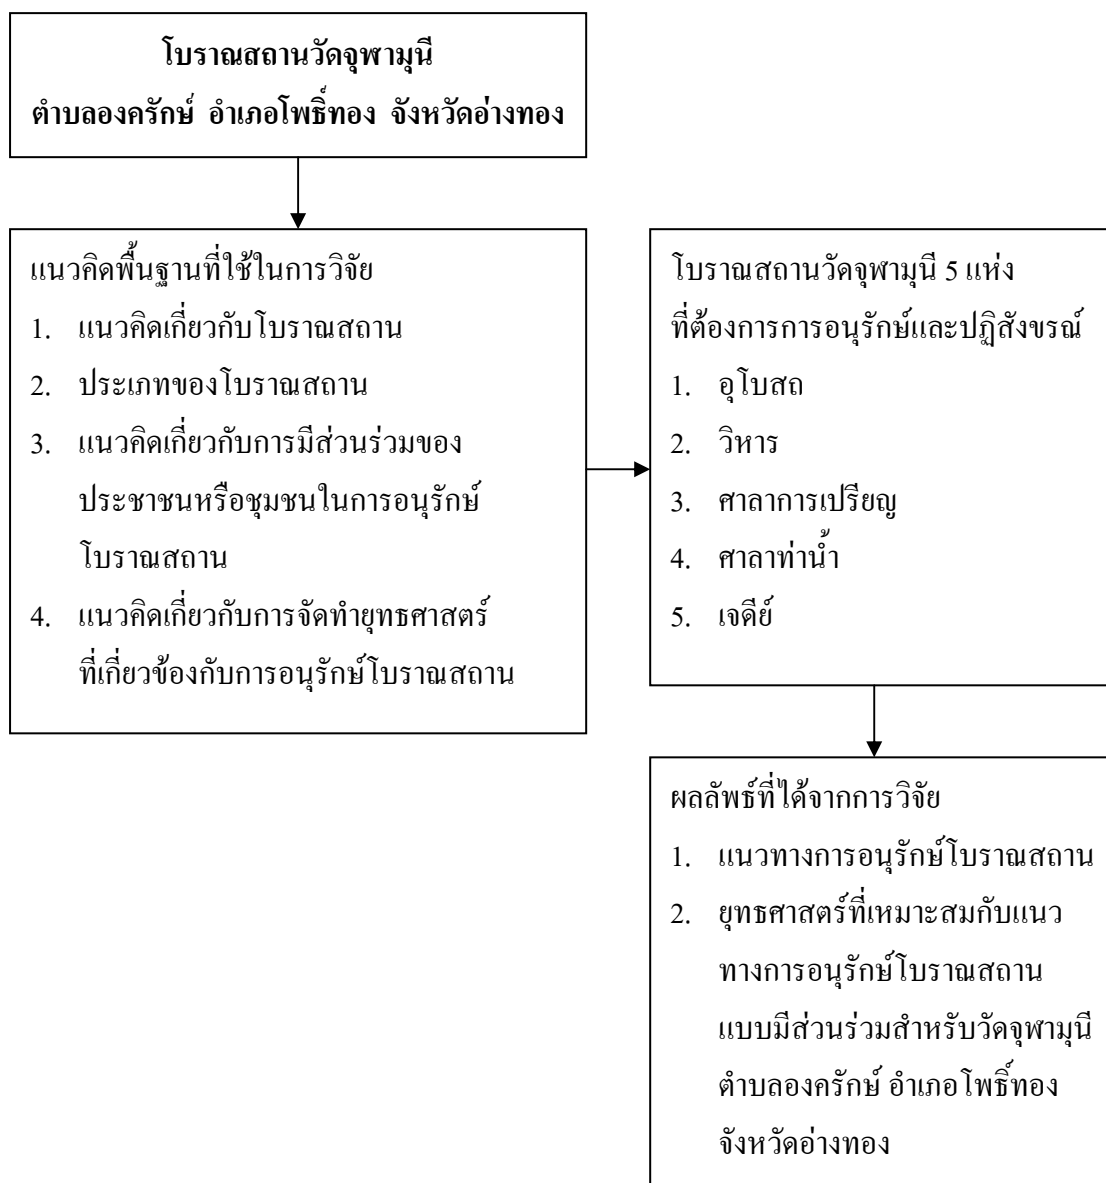 โบราณสถานวัดจุฬามุนี
ตำบลองครักษ์ อำเภอโพธิ์ทอง จังหวัดอ่างทอง
แนวคิดพื้นฐานที่ใช้ในการวิจัย
1. แนวคิดเกี่ยวกับโบราณสถาน
2. ประเภทของโบราณสถาน
3. แนวคิดเกี่ยวกับการมีส่วนร่วมของ
ประชาชนหรือชุมชนในการอนุรักษ์
โบราณสถาน
4. แนวคิดเกี่ยวกับการจัดทำยุทธศาสตร์
ที่เกี่ยวข้องกับการอนุรักษ์โบราณสถาน
โบราณสถานวัดจุฬามุนี 5 แห่ง
ที่ต้องการการอนุรักษ์และปฏิสังขรณ์
1. อุโบสถ
2. วิหาร
3. ศาลาการเปรียญ
4. ศาลาท่าน้ำ
5. เจดีย์
ผลลัพธ์ที่ได้จากการวิจัย
1. แนวทางการอนุรักษ์โบราณสถาน
2. ยุทธศาสตร์ที่เหมาะสมกับแนว
ทางการอนุรักษ์โบราณสถาน
แบบมีส่วนร่วมสำหรับวัดจุฬามุนี
ตำบลองครักษ์ อำเภอโพธิ์ทอง
จังหวัดอ่างทอง